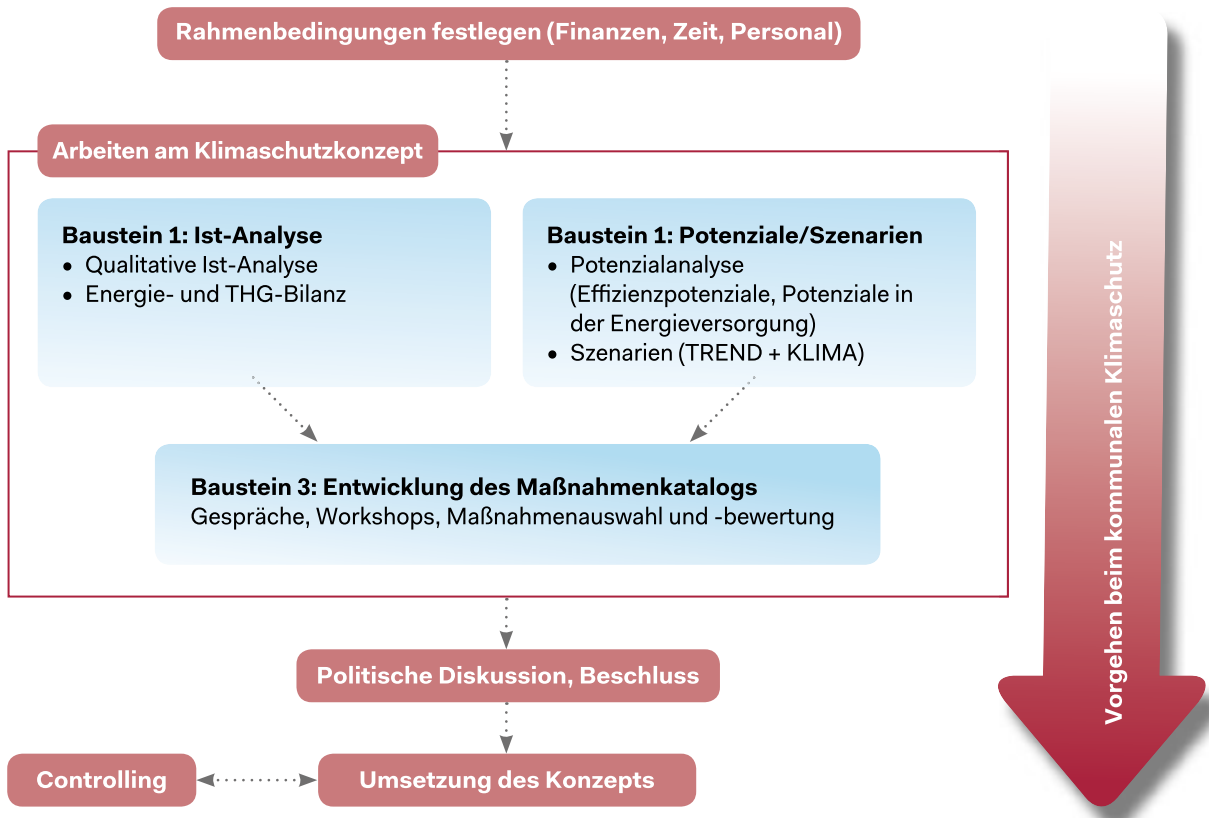 Rahmenbedingungen festlegen (Finanzen, Zeit, Personal)
Arbeiten am Klimaschutzkonzept
Baustein 1: Ist-Analyse
• Qualitative Ist-Analyse
• Energie- und THG-Bilanz
Baustein 1: Potenziale/Szenarien
• Potenzialanalyse
(Effizienzpotenziale, Potenziale in
der Energieversorgung)
• Szenarien (TREND + KLIMA)
Baustein 3: Entwicklung des Maßnahmenkatalogs
Gespräche, Workshops, Maßnahmenauswahl und -bewertung
Politische Diskussion, Beschluss
Controlling
Umsetzung des Konzepts
Vorgehen beim kommunalen Klimaschutz